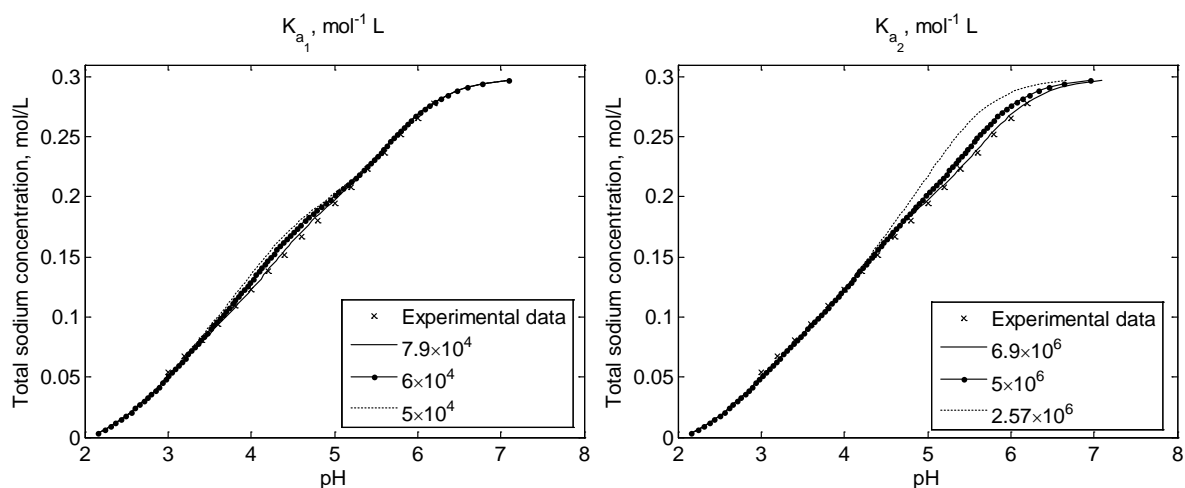 K_a_1, mol^-1 L
Total sodium concentration, mol/L
0.3
0.25
0.2
0.15
0.1
0.05
0
2 3 4 5 6 7 8
pH
Experimental data
7.9×10^4
6×10^4
5×10^4
K_a_2, mol^-1 L
Total sodium concentration, mol/L
0.3
0.25
0.2
0.15
0.1
0.05
0
2 3 4 5 6 7 8
pH
Experimental data
6.9×10^6
5×10^6
2.57×10^6